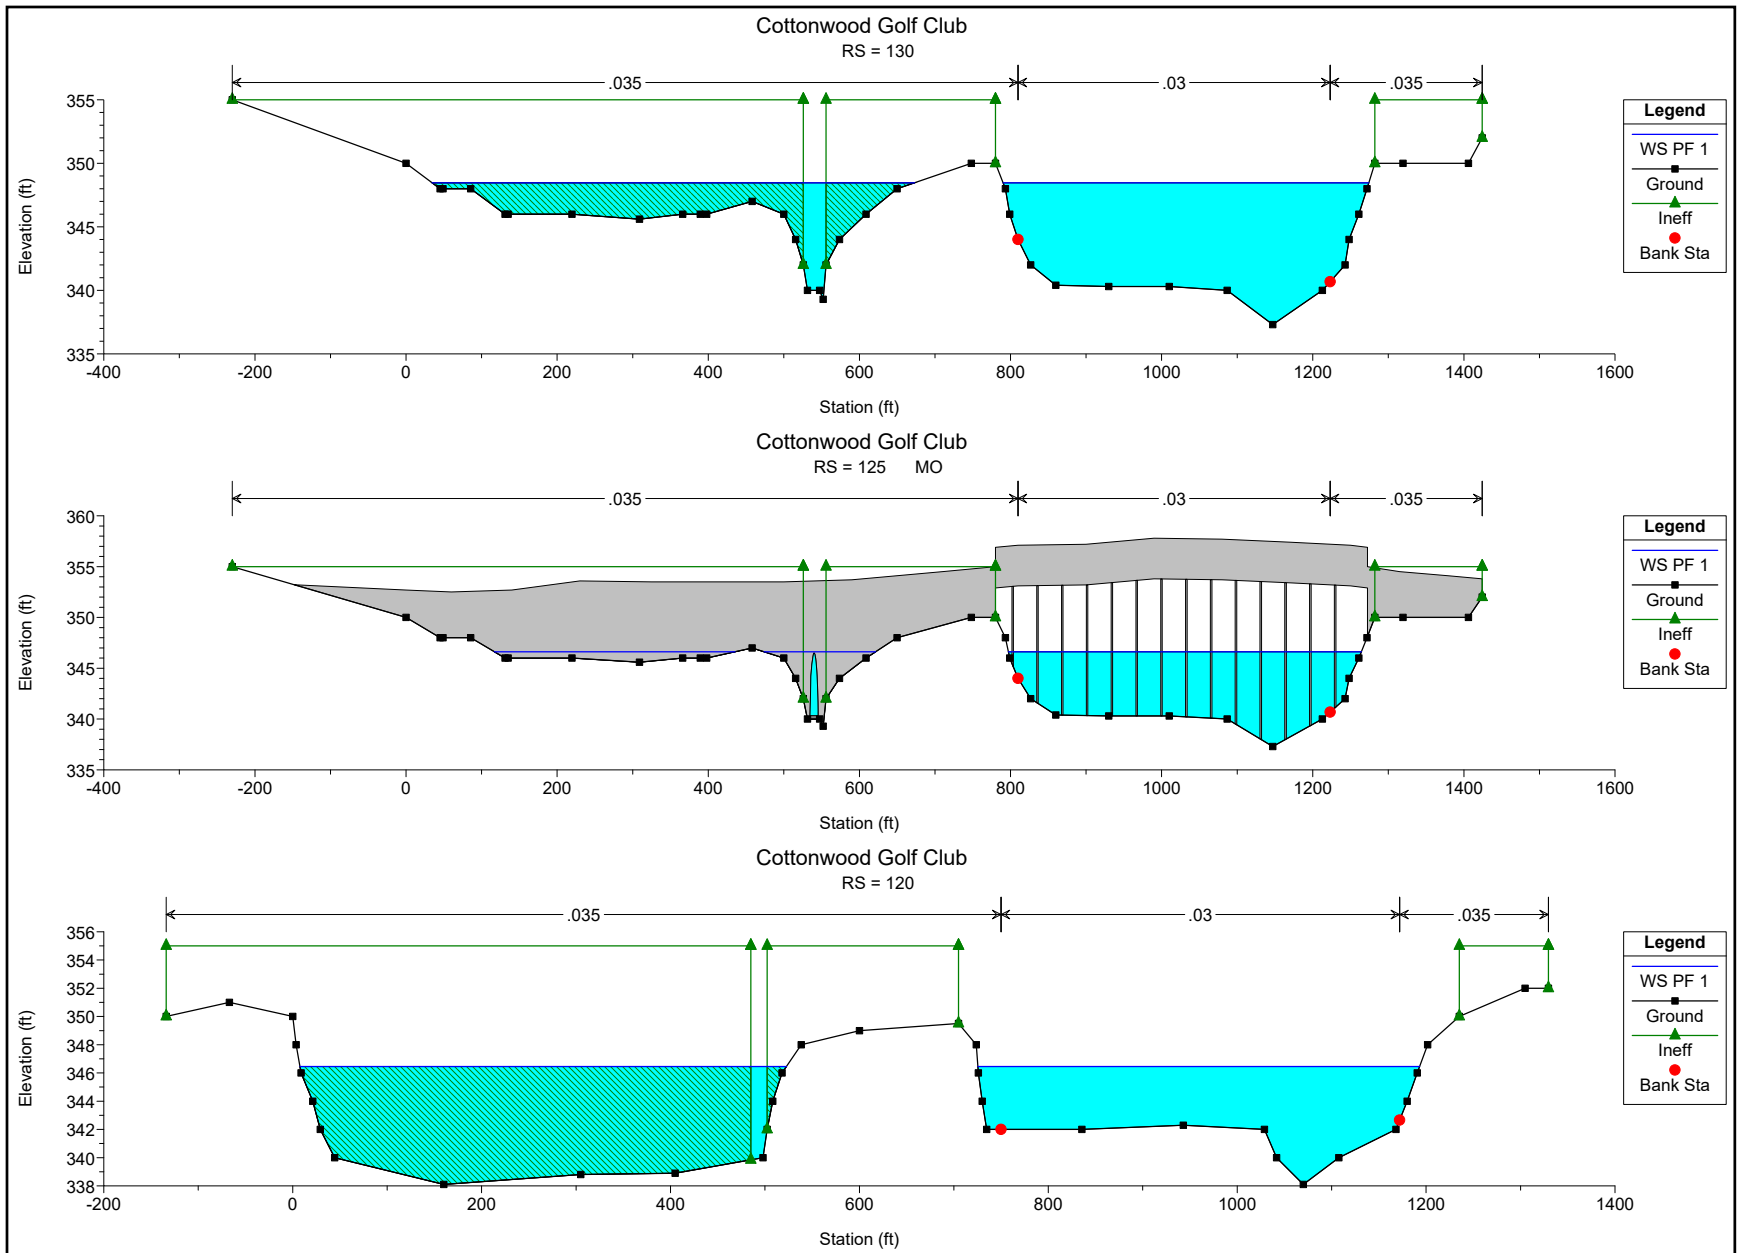 Cottonwood Golf Club
RS = 130
.035 .03 .035
Elevation (ft)
355
350
345
340
335
-400 -200 0 200 400 600 800 1000 1200 1400 1600
Station (ft)
Legend
WS PF 1
Ground
Ineff
Bank Sta
Cottonwood Golf Club
RS = 125 MO
.035 .03 .035
Elevation (ft)
360
355
350
345
340
335
-400 -200 0 200 400 600 800 1000 1200 1400 1600
Station (ft)
Legend
WS PF 1
Ground
Ineff
Bank Sta
Cottonwood Golf Club
RS = 120
.035 .03 .035
Elevation (ft)
356
354
352
350
348
346
344
342
340
338
-200 0 200 400 600 800 1000 1200 1400
Station (ft)
Legend
WS PF 1
Ground
Ineff
Bank Sta